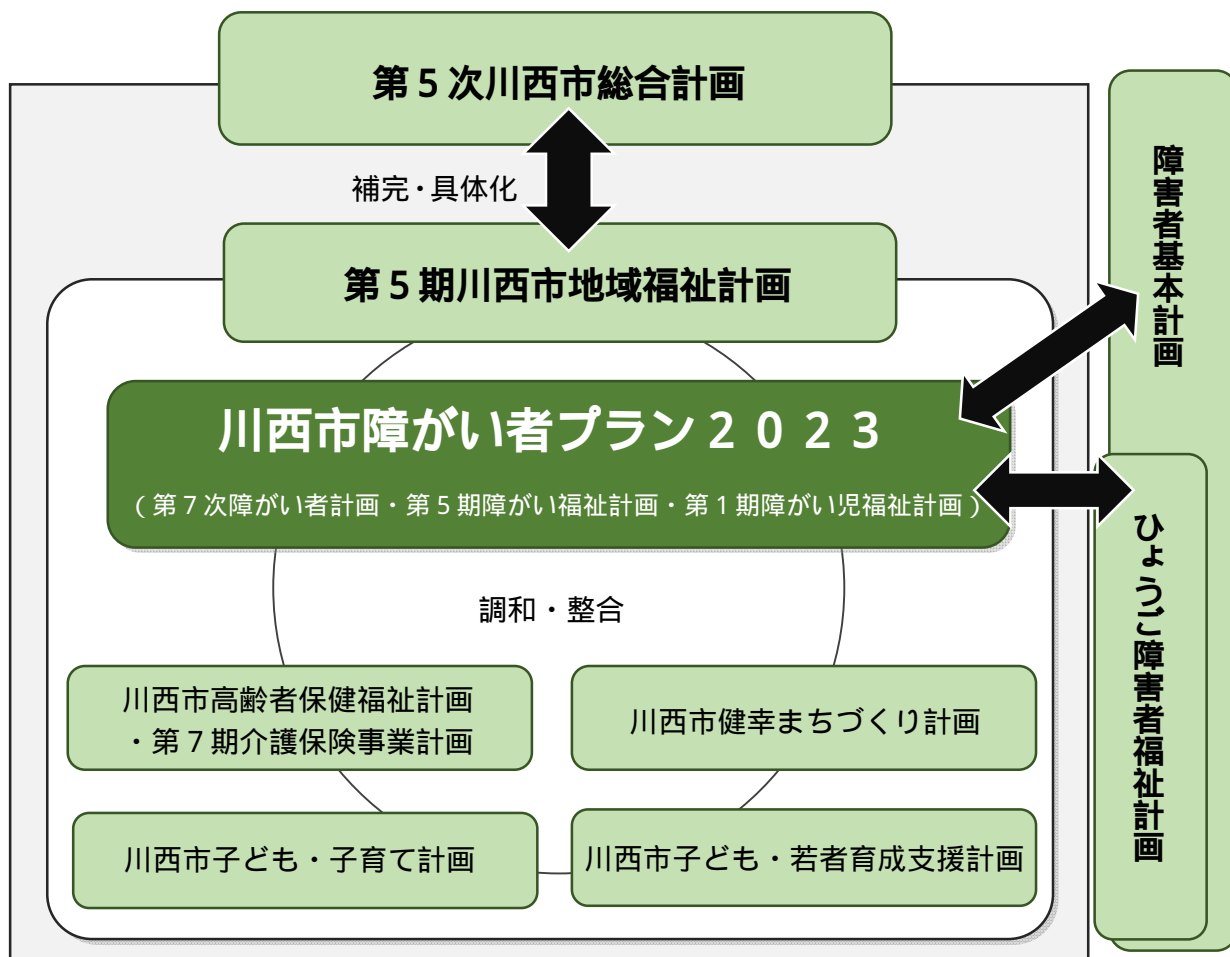 第5次川西市総合計画
補完・具体化
第5期川西市地域福祉計画
川西市障がい者プラン２０２３
（第7次障がい者計画・第5期障がい福祉計画・第1期障がい児福祉計画）
調和・整合
川西市高齢者保健福祉計画
・第7期介護保険事業計画
川西市健幸まちづくり計画
川西市子ども・子育て計画
川西市子ども・若者育成支援計画
障害者基本計画
ひょうご障害者福祉計画